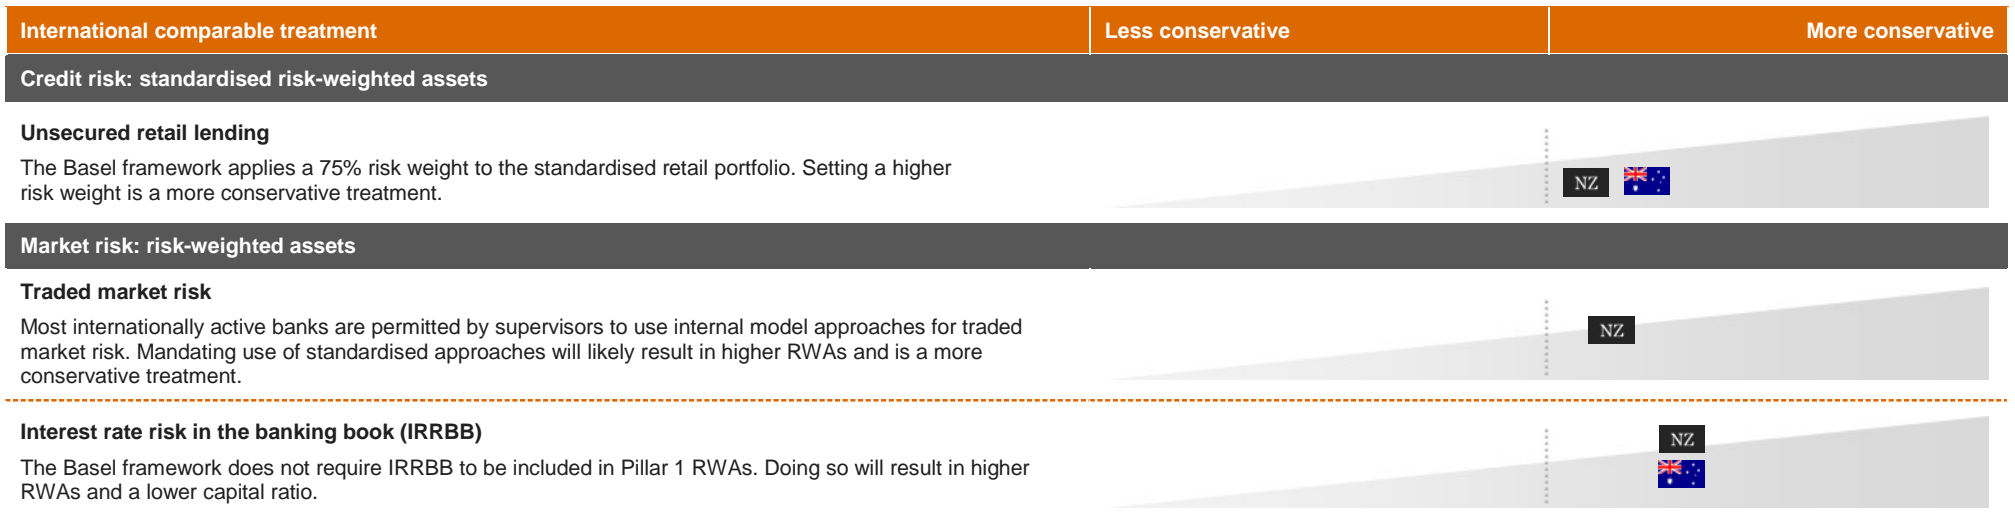 International comparable treatment
Less conservative
More conservative
Credit risk: standardised risk-weighted assets
Unsecured retail lending
The Basel framework applies a 75% risk weight to the standardised retail portfolio. Setting a higher
risk weight is a more conservative treatment.
NZ
Market risk: risk-weighted assets
Traded market risk
Most internationally active banks are permitted by supervisors to use internal model approaches for traded
market risk. Mandating use of standardised approaches will likely result in higher RWAs and is a more
conservative treatment.
NZ
Interest rate risk in the banking book (IRRBB)
The Basel framework does not require IRRBB to be included in Pillar 1 RWAs. Doing so will result in higher
RWAs and a lower capital ratio.
NZ